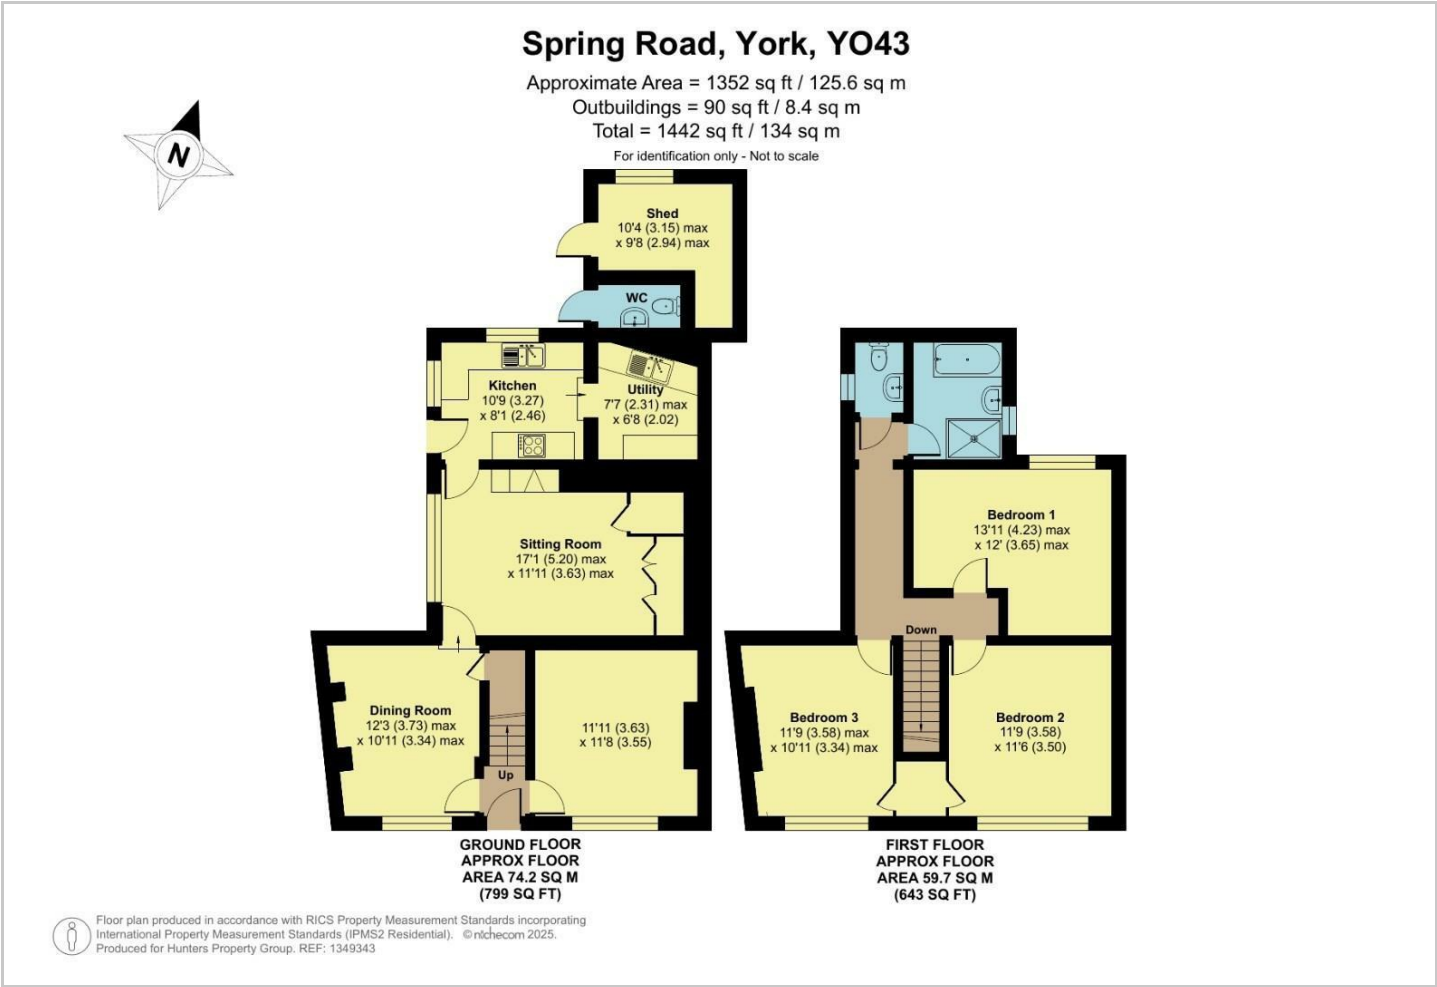 Spring Road, York, YO43
Approximate Area = 1352 sq ft / 125.6 sq m
Outbuildings = 90 sq ft / 8.4 sq m
Total = 1442 sq ft / 134 sq m
For identification only - Not to scale
N
Shed
10'4 (3.15) max
x 9'8 (2.94) max
WC
Kitchen
10'9 (3.27)
x 8'1 (2.46)
Utility
7'7 (2.31) max
x 6'8 (2.02)
Sitting Room
17'1 (5.20) max
x 11'11 (3.63) max
Dining Room
12'3 (3.73) max
x 10'11 (3.34) max
11'11 (3.63)
x 11'8 (3.55)
Up
GROUND FLOOR
APPROX FLOOR
AREA 74.2 SQ M
(799 SQ FT)
Bedroom 1
13'11 (4.23) max
x 12' (3.65) max
Down
Bedroom 3
11'9 (3.58) max
x 10'11 (3.34) max
Bedroom 2
11'9 (3.58)
x 11'6 (3.50)
FIRST FLOOR
APPROX FLOOR
AREA 59.7 SQ M
(643 SQ FT)
Floor plan produced in accordance with RICS Property Measurement Standards incorporating
International Property Measurement Standards (IPMS2 Residential). © nichecom 2025.
Produced for Hunters Property Group. REF: 1349343